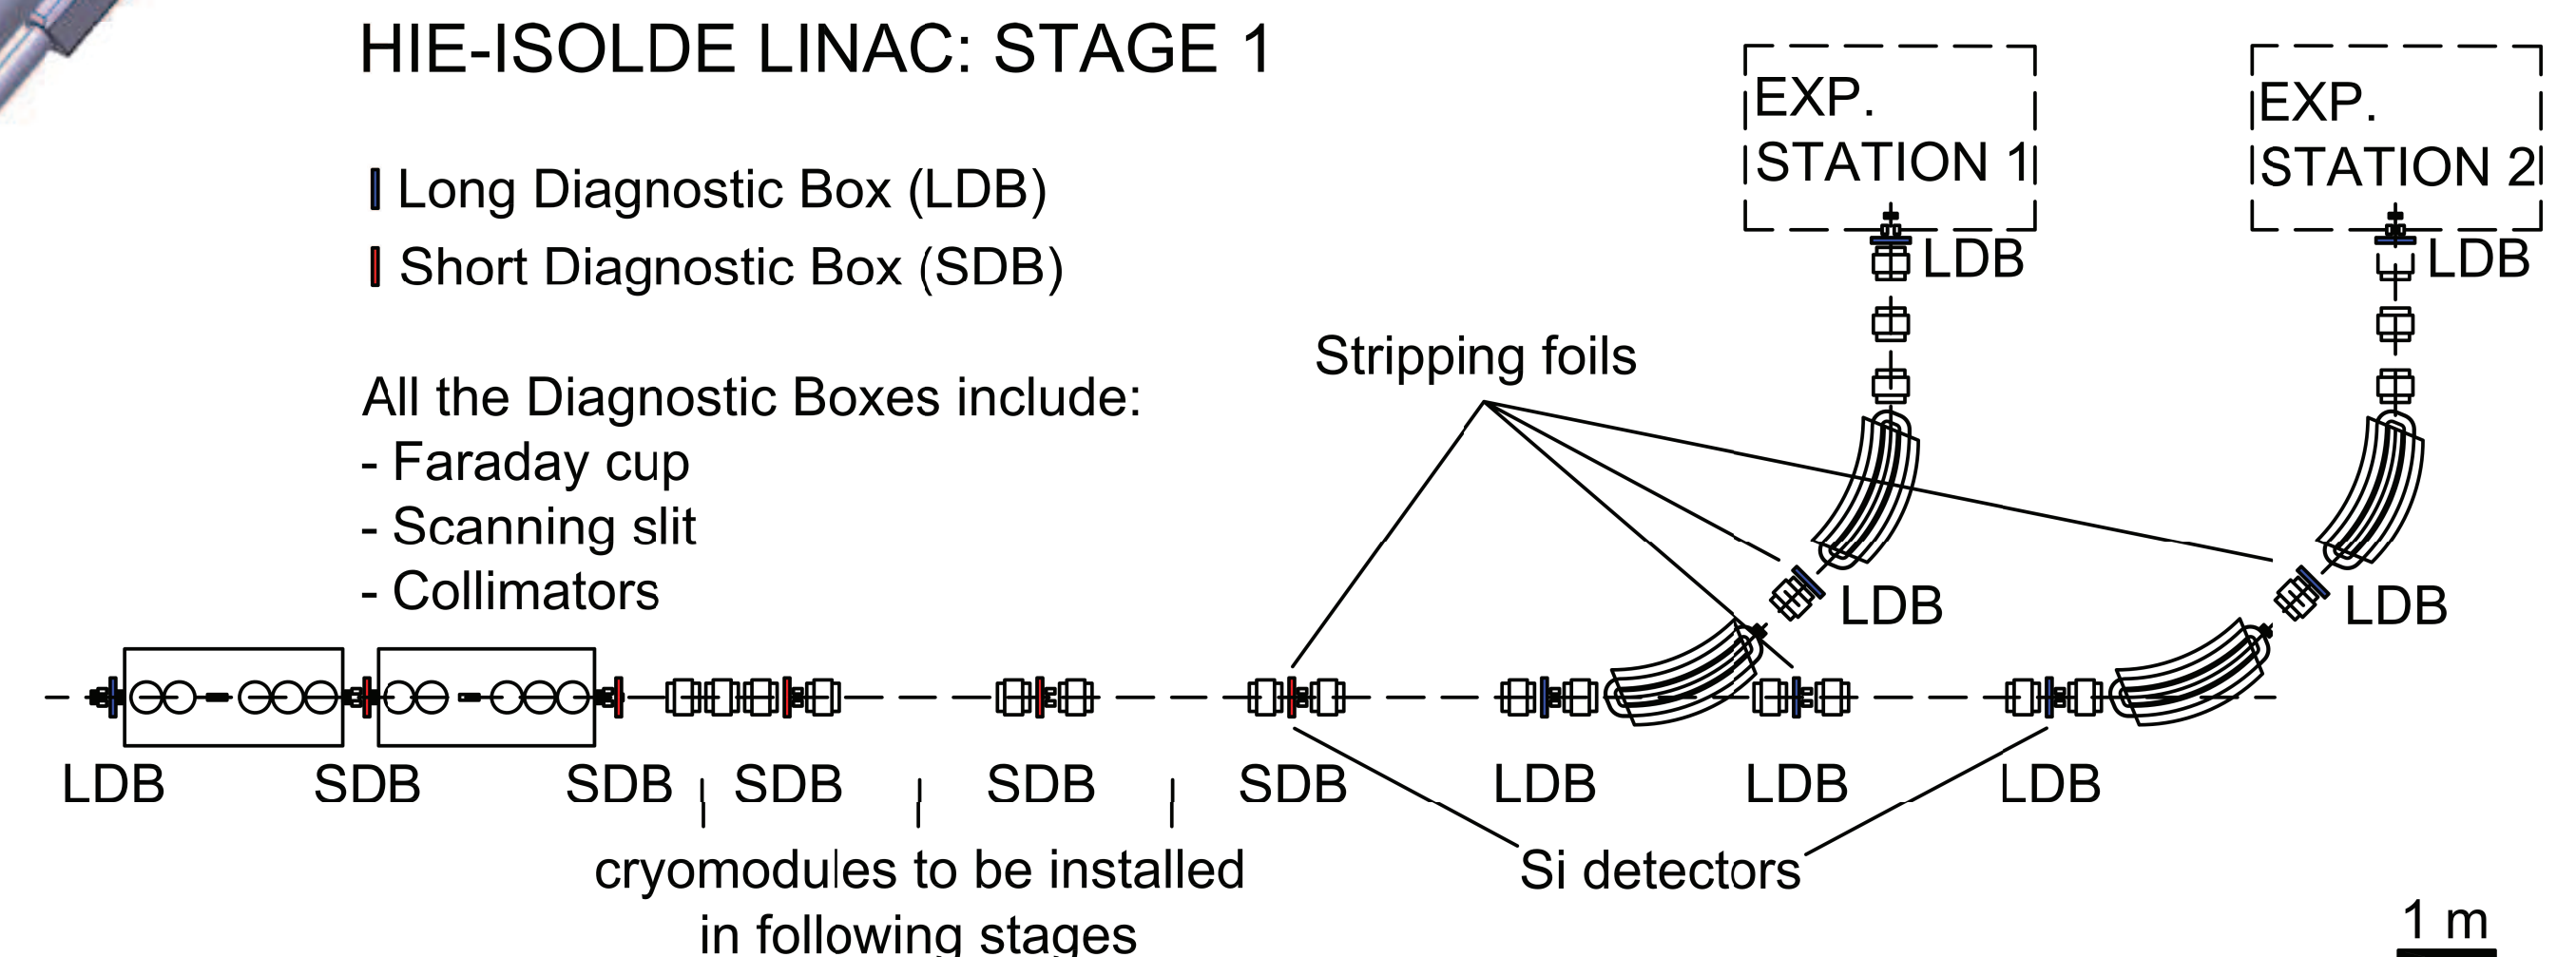 HIE-ISOLDE LINAC: STAGE 1
Long Diagnostic Box (LDB)
Short Diagnostic Box (SDB)
All the Diagnostic Boxes include:
- Faraday cup
- Scanning slit
- Collimators
Stripping foils
EXP.
STATION 1
LDB
EXP.
STATION 2
LDB
LDB
LDB
LDB
SDB
SDB
SDB
SDB
SDB
LDB
LDB
LDB
cryomodules to be installed
in following stages
Si detectors
1 m